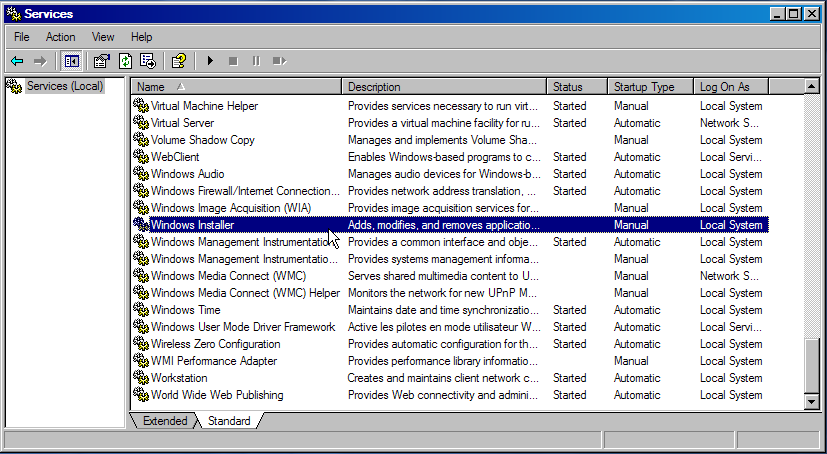 Services
File Action View Help
Services (Local)
Name Description Status Startup Type Log On As
Virtual Machine Helper Provides services necessary to run virt... Started Manual Local System
Virtual Server Provides a virtual machine facility for ru... Started Automatic Network S...
Volume Shadow Copy Manages and implements Volume Sha... Manual Local System
WebClient Enables Windows-based programs to c... Started Automatic Local Servi...
Windows Audio Manages audio devices for Windows-b... Started Automatic Local System
Windows Firewall/Internet Connection... Provides network address translation, ... Started Automatic Local System
Windows Image Acquisition (WIA) Provides image acquisition services for... Manual Local System
Windows Installer Adds, modifies, and removes applicatio... Manual Local System
Windows Management Instrumentatio... Provides a common interface and obje... Started Automatic Local System
Windows Management Instrumentatio... Provides systems management informa... Manual Local System
Windows Media Connect (WMC) Serves shared multimedia content to U... Manual Network S...
Windows Media Connect (WMC) Helper Monitors the network for new UPnP M... Manual Local System
Windows Time Maintains date and time synchronizatio... Started Automatic Local System
Windows User Mode Driver Framework Active les pilotes en mode utilisateur W... Started Automatic Local Servi...
Wireless Zero Configuration Provides automatic configuration for th... Started Automatic Local System
WMI Performance Adapter Provides performance library informatio... Manual Local System
Workstation Creates and maintains client network c... Started Automatic Local System
World Wide Web Publishing Provides Web connectivity and admini... Started Automatic Local System
Extended Standard